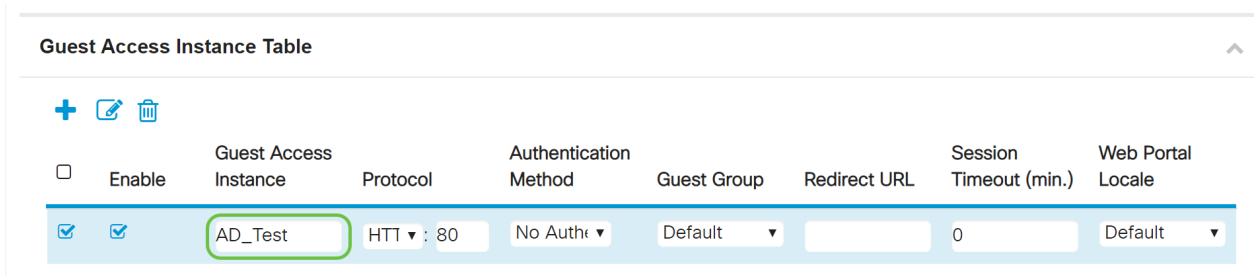 Guest Access Instance Table
Guest Access Authentication Session Web Portal
Enable Instance Protocol Method Guest Group Redirect URL Timeout (min.) Locale
AD_Test HTT : 80 No Authe Default 0 Default